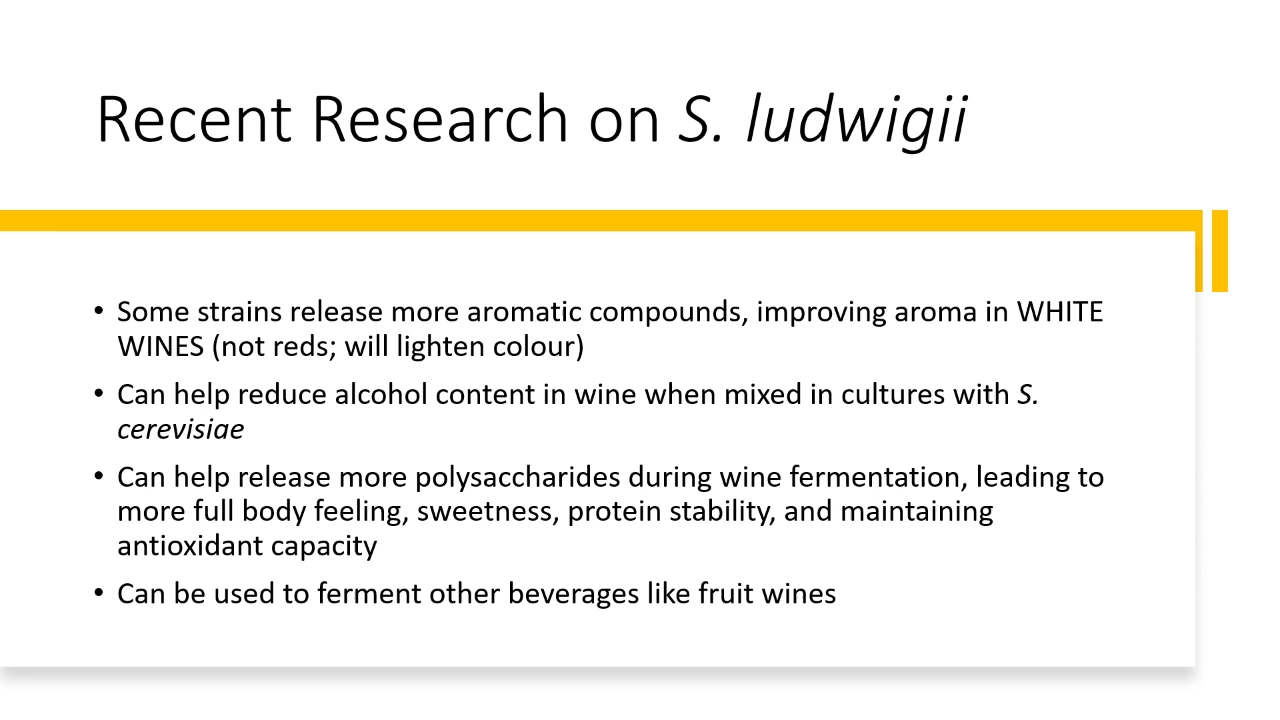 Recent Research on S. ludwigii
• Some strains release more aromatic compounds, improving aroma in WHITE
WINES (not reds; will lighten colour)
• Can help reduce alcohol content in wine when mixed in cultures with S.
cerevisiae
• Can help release more polysaccharides during wine fermentation, leading to
more full body feeling, sweetness, protein stability, and maintaining
antioxidant capacity
• Can be used to ferment other beverages like fruit wines